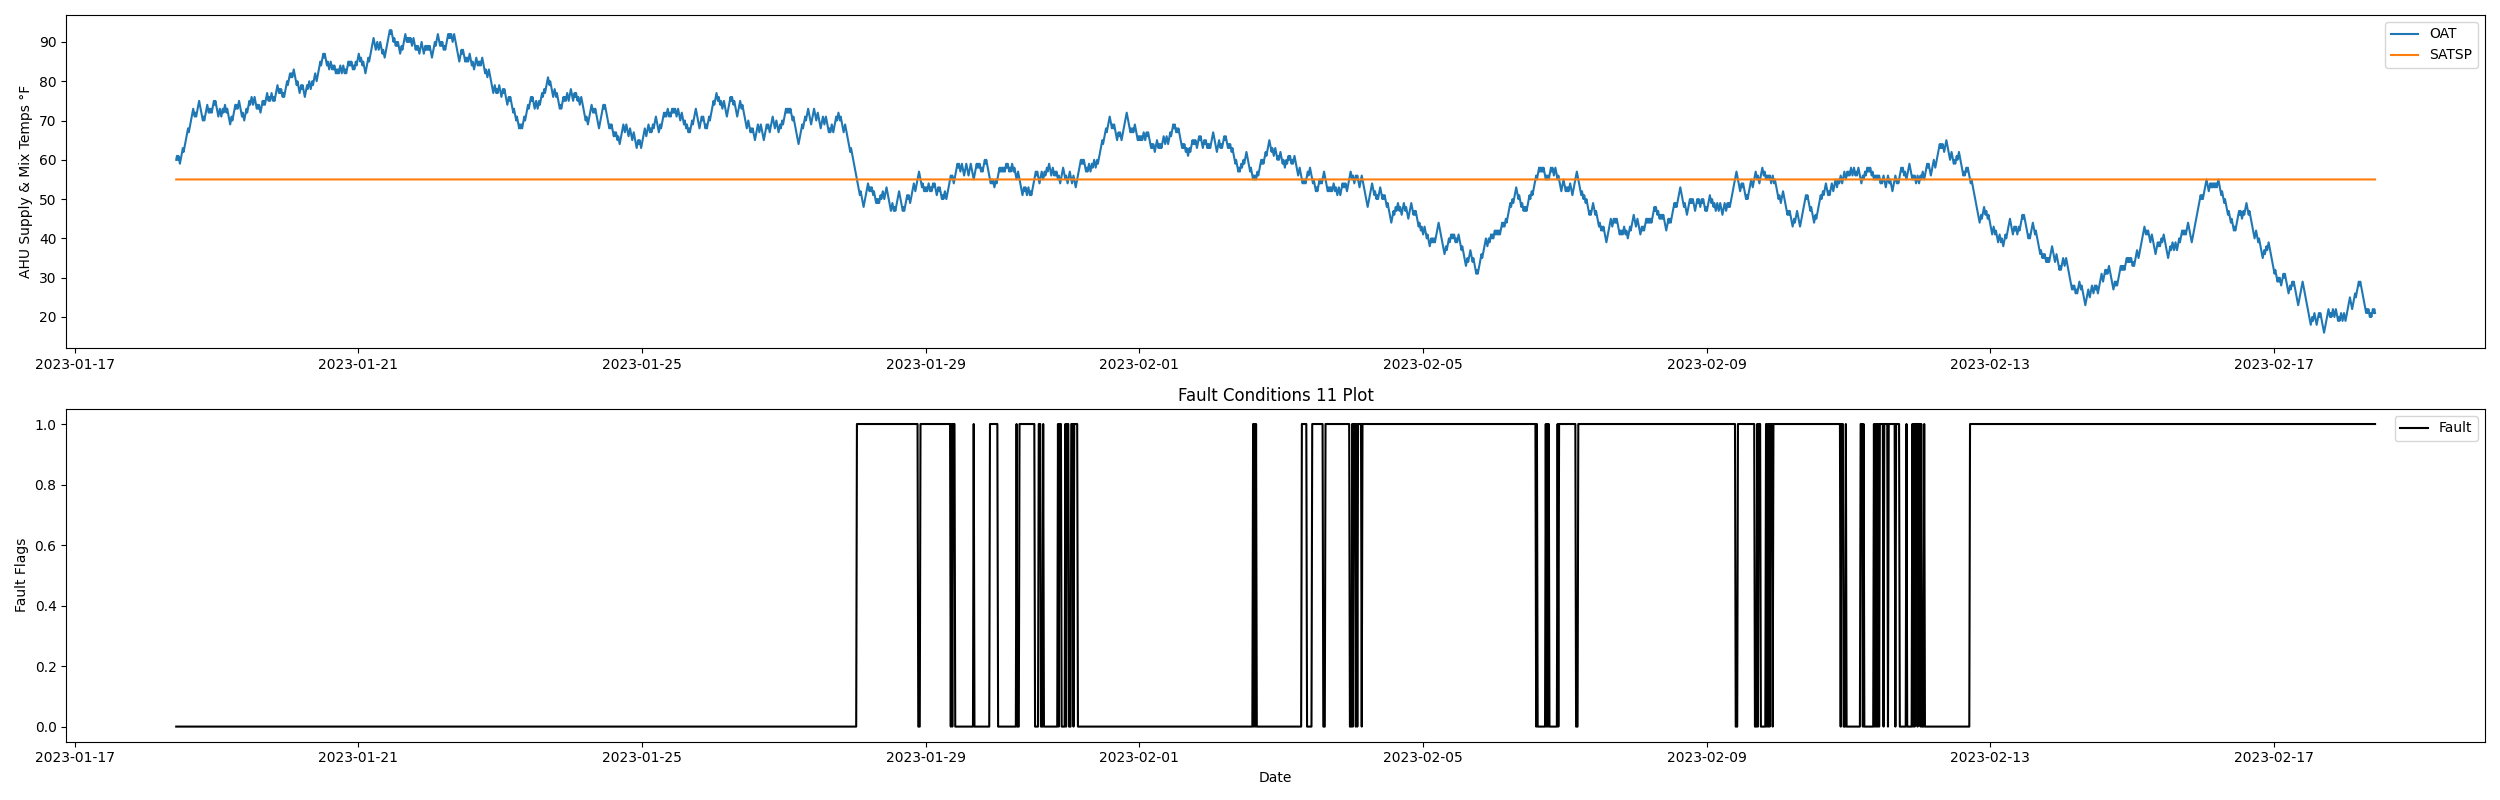 AHU Supply & Mix Temps °F
90
80
70
60
50
40
30
20
OAT
SATSP
2023-01-17 2023-01-21 2023-01-25 2023-01-29 2023-02-01 2023-02-05 2023-02-09 2023-02-13 2023-02-17
Fault Conditions 11 Plot
Fault Flags
1.0
0.8
0.6
0.4
0.2
0.0
Fault
2023-01-17 2023-01-21 2023-01-25 2023-01-29 2023-02-01 2023-02-05 2023-02-09 2023-02-13 2023-02-17
Date